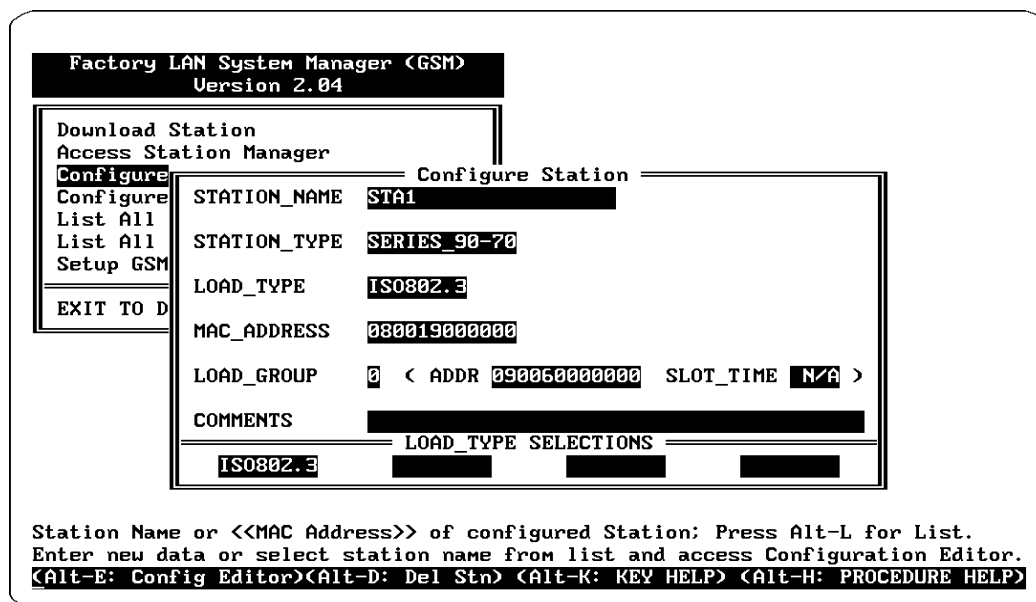 Factory LAN System Manager (GSM)
Version 2.04
Download Station
Access Station Manager
Configure
Configure
List All
List All
Setup GSM
EXIT TO D
Configure Station
STATION_NAME STA1
STATION_TYPE SERIES_90-70
LOAD_TYPE ISO802.3
MAC_ADDRESS 080019000000
LOAD_GROUP 0 ( ADDR 090060000000 SLOT_TIME N/A )
COMMENTS
LOAD_TYPE SELECTIONS
ISO802.3
Station Name or <<MAC Address>> of configured Station; Press Alt-L for List.
Enter new data or select station name from list and access Configuration Editor.
(Alt-E: Config Editor)(Alt-D: Del Stn) (Alt-K: KEY HELP) (Alt-H: PROCEDURE HELP)